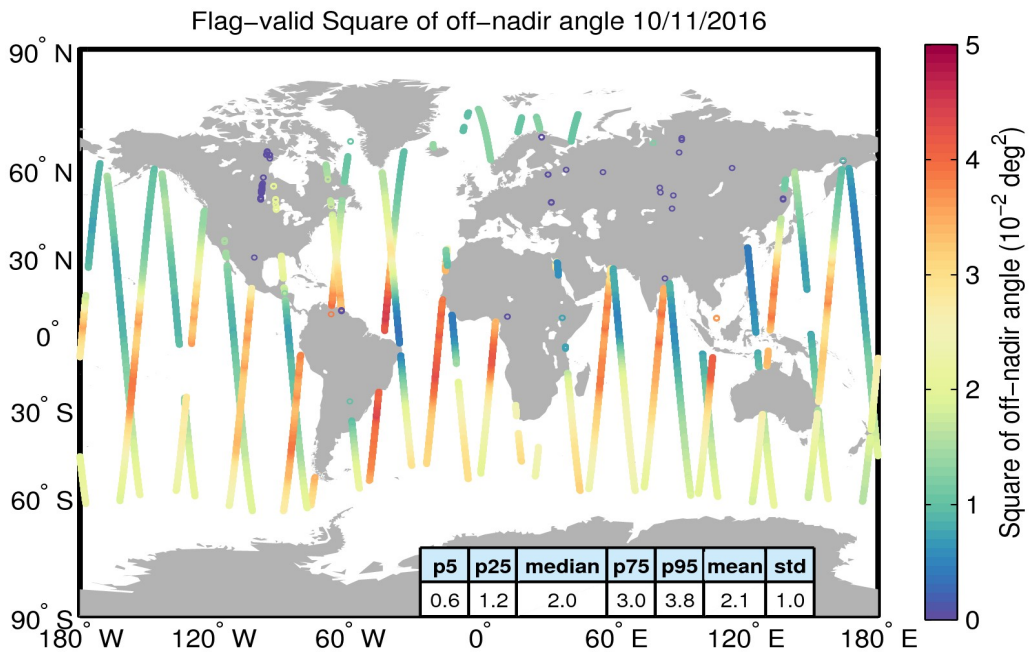 Flag−valid Square of off−nadir angle 10/11/2016
90° N
60° N
30° N
0°
30° S
60° S
90° S
180° W
120° W
60° W
0°
60° E
120° E
180° E
p5 p25 median p75 p95 mean std
0.6 1.2 2.0 3.0 3.8 2.1 1.0
5
4
3
2
1
0
Square of off−nadir angle (10⁻² deg²)